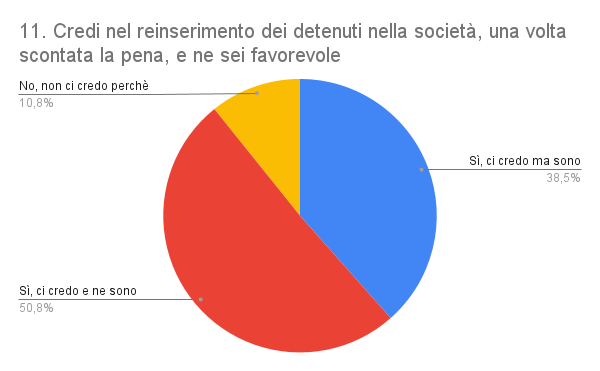 11. Credi nel reinserimento dei detenuti nella società, una volta
scontata la pena, e ne sei favorevole
No, non ci credo perchè
10,8%
Sì, ci credo ma sono
38,5%
Sì, ci credo e ne sono
50,8%